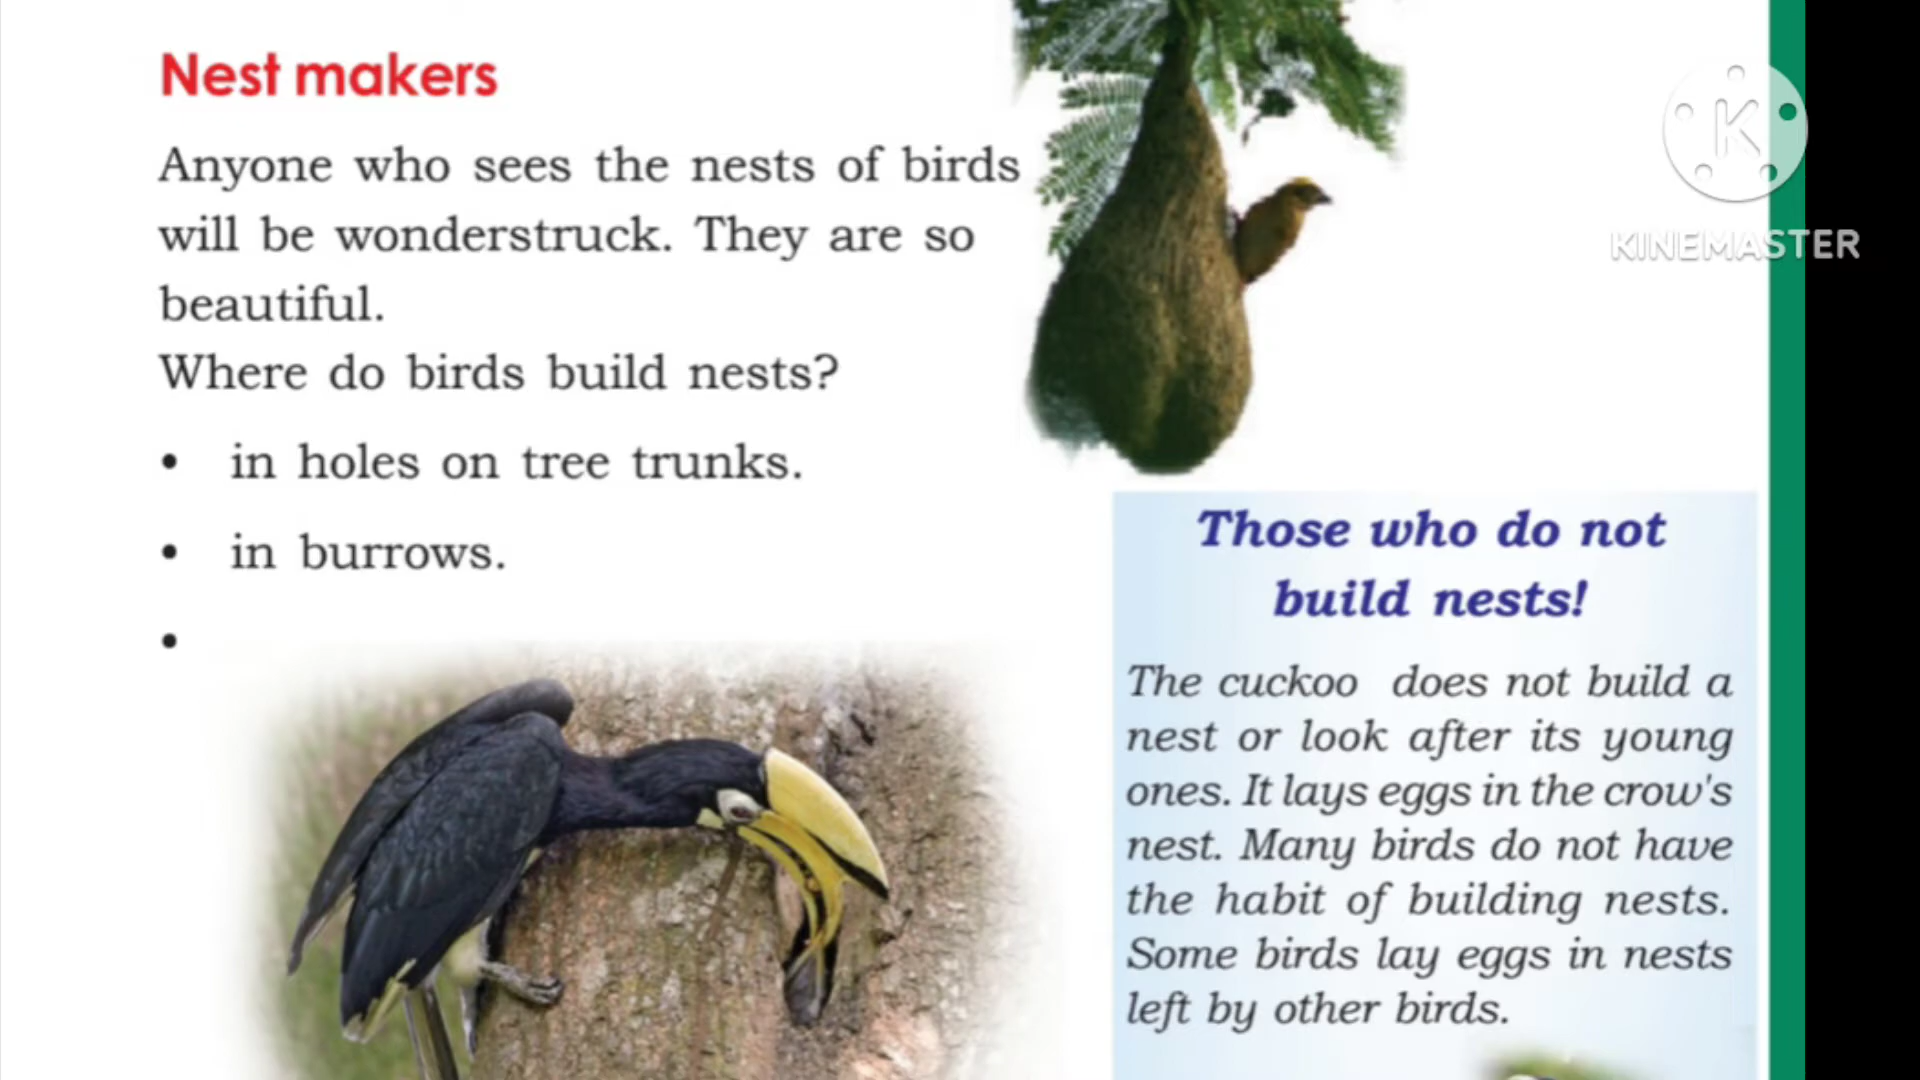 Nest makers
Anyone who sees the nests of birds
will be wonderstruck. They are so
beautiful.
Where do birds build nests?
• in holes on tree trunks.
• in burrows.
•
Those who do not
build nests!
The cuckoo does not build a
nest or look after its young
ones. It lays eggs in the crow's
nest. Many birds do not have
the habit of building nests.
Some birds lay eggs in nests
left by other birds.
K
KINEMASTER